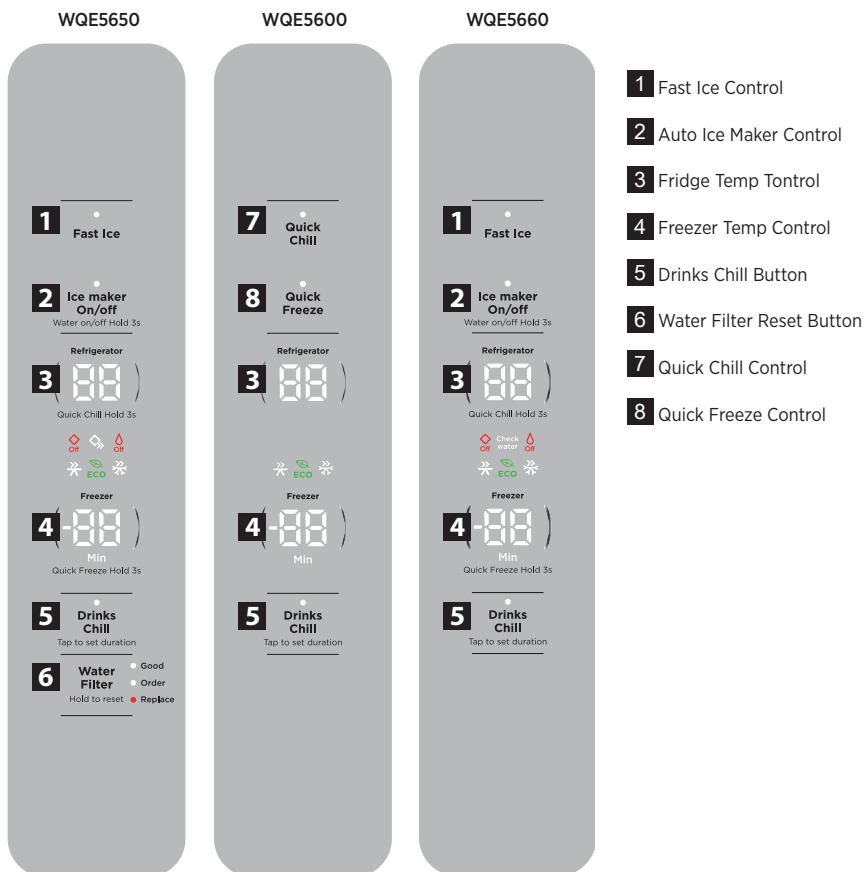 WQE5650
1
Fast Ice
2
Ice maker
On/off
Water on/off Hold 3s
Refrigerator
3
88
Quick Chill Hold 3s
Off
Off
ECO
Freezer
4
-88
Min
Quick Freeze Hold 3s
5
Drinks
Chill
Tap to set duration
6
Water
Filter
Hold to reset
Good
Order
Replace
WQE5600
7
Quick
Chill
8
Quick
Freeze
Refrigerator
3
88
ECO
Freezer
4
-88
Min
5
Drinks
Chill
Tap to set duration
WQE5660
1
Fast Ice
2
Ice maker
On/off
Water on/off Hold 3s
Refrigerator
3
88
Quick Chill Hold 3s
Off
Check
water
Off
ECO
Freezer
4
-88
Min
Quick Freeze Hold 3s
5
Drinks
Chill
Tap to set duration
1 Fast Ice Control
2 Auto Ice Maker Control
3 Fridge Temp Tontrol
4 Freezer Temp Control
5 Drinks Chill Button
6 Water Filter Reset Button
7 Quick Chill Control
8 Quick Freeze Control